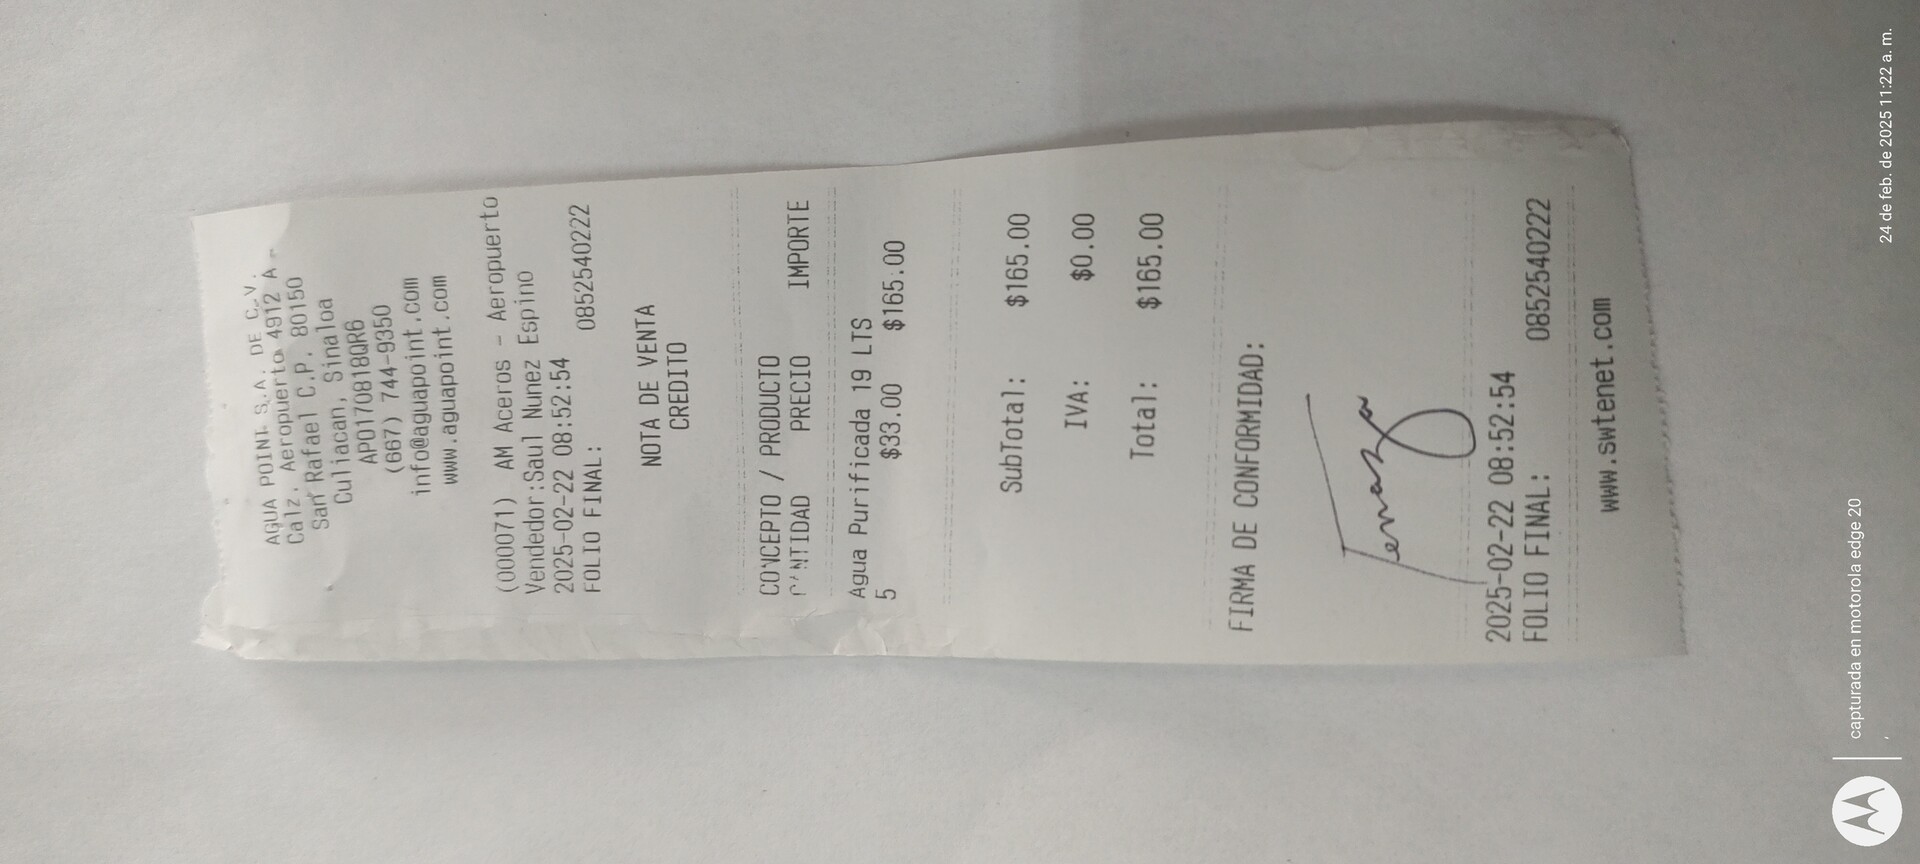 AGUA POINT S.A. DE C.V.
Calz. Aeropuerto 4912 A -
San Rafael C.P. 80150
Culiacan, Sinaloa
APO170818QR6
(667) 744-9350
info@aguapoint.com
www.aguapoint.com
(000071) AM Aceros - Aeropuerto
Vendedor:Saul Nunez Espino
2025-02-22 08:52:54
FOLIO FINAL: 0852540222
NOTA DE VENTA
CREDITO
CONCEPTO / PRODUCTO
CANTIDAD PRECIO IMPORTE
Agua Purificada 19 LTS
5 $33.00 $165.00
SubTotal: $165.00
IVA: $0.00
Total: $165.00
FIRMA DE CONFORMIDAD:
2025-02-22 08:52:54
FOLIO FINAL: 0852540222
www.swtenet.com
capturada en motorola edge 20
24 de feb. de 2025 11:22 a. m.